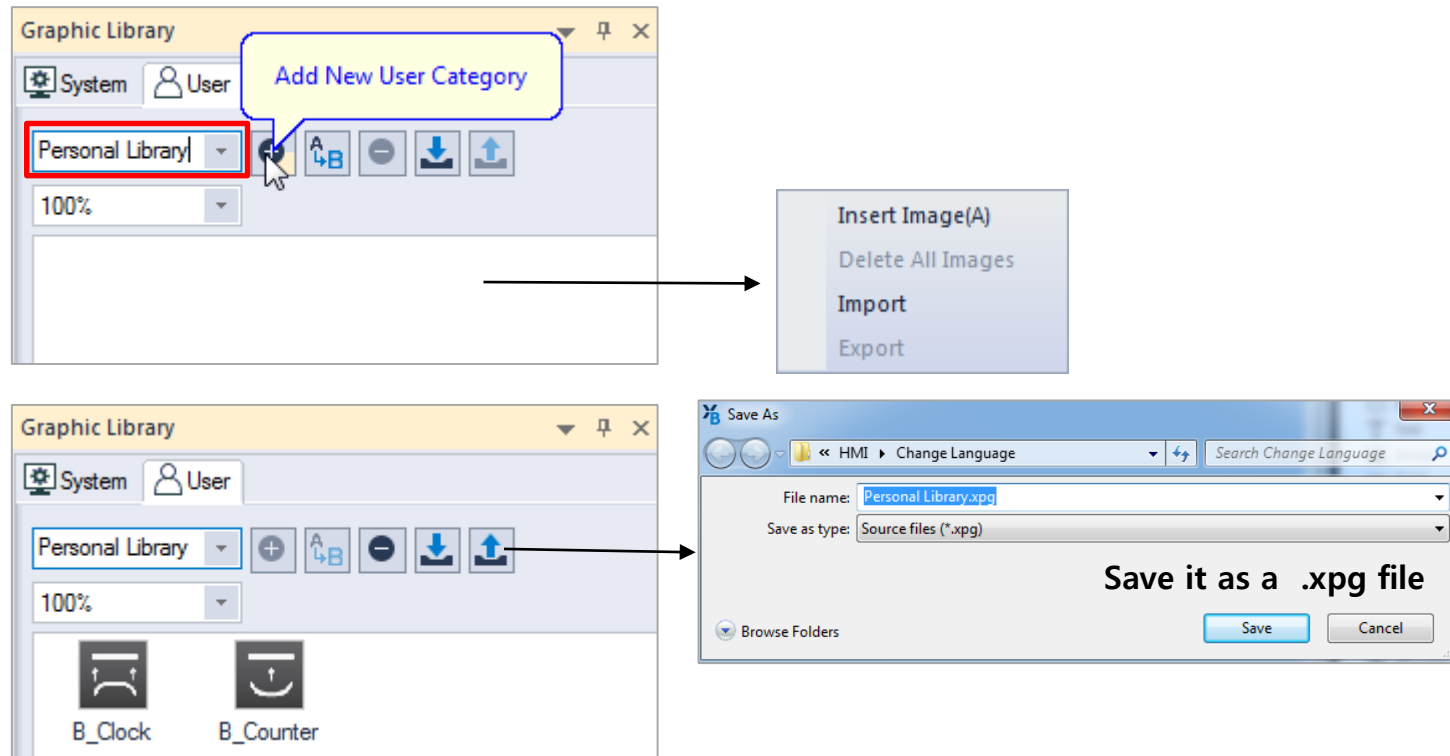 Graphic Library
System
User
Add New User Category
Personal Library
A
B
100%
Insert Image(A)
Delete All Images
Import
Export
Graphic Library
System
User
Personal Library
A
B
100%
B_Clock
B_Counter
XB Save As
« HMI Change Language
Search Change Language
File name: Personal Library.xpg
Save as type: Source files (*.xpg)
Save it as a .xpg file
Browse Folders
Save
Cancel